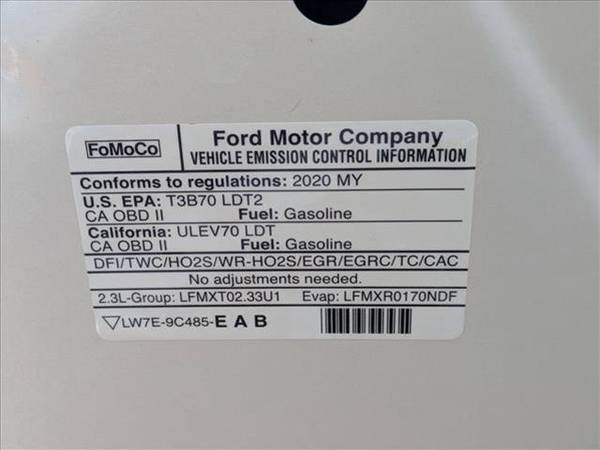 FoMoCo
Ford Motor Company
VEHICLE EMISSION CONTROL INFORMATION
Conforms to regulations: 2020 MY
U.S. EPA: T3B70 LDT2
CA OBD II Fuel: Gasoline
California: ULEV70 LDT
CA OBD II Fuel: Gasoline
DFI/TWC/HO2S/WR-HO2S/EGR/EGRC/TC/CAC
No adjustments needed.
2.3L-Group: LFMXT02.33U1 Evap: LFMXR0170NDF
LW7E-9C485-E A B